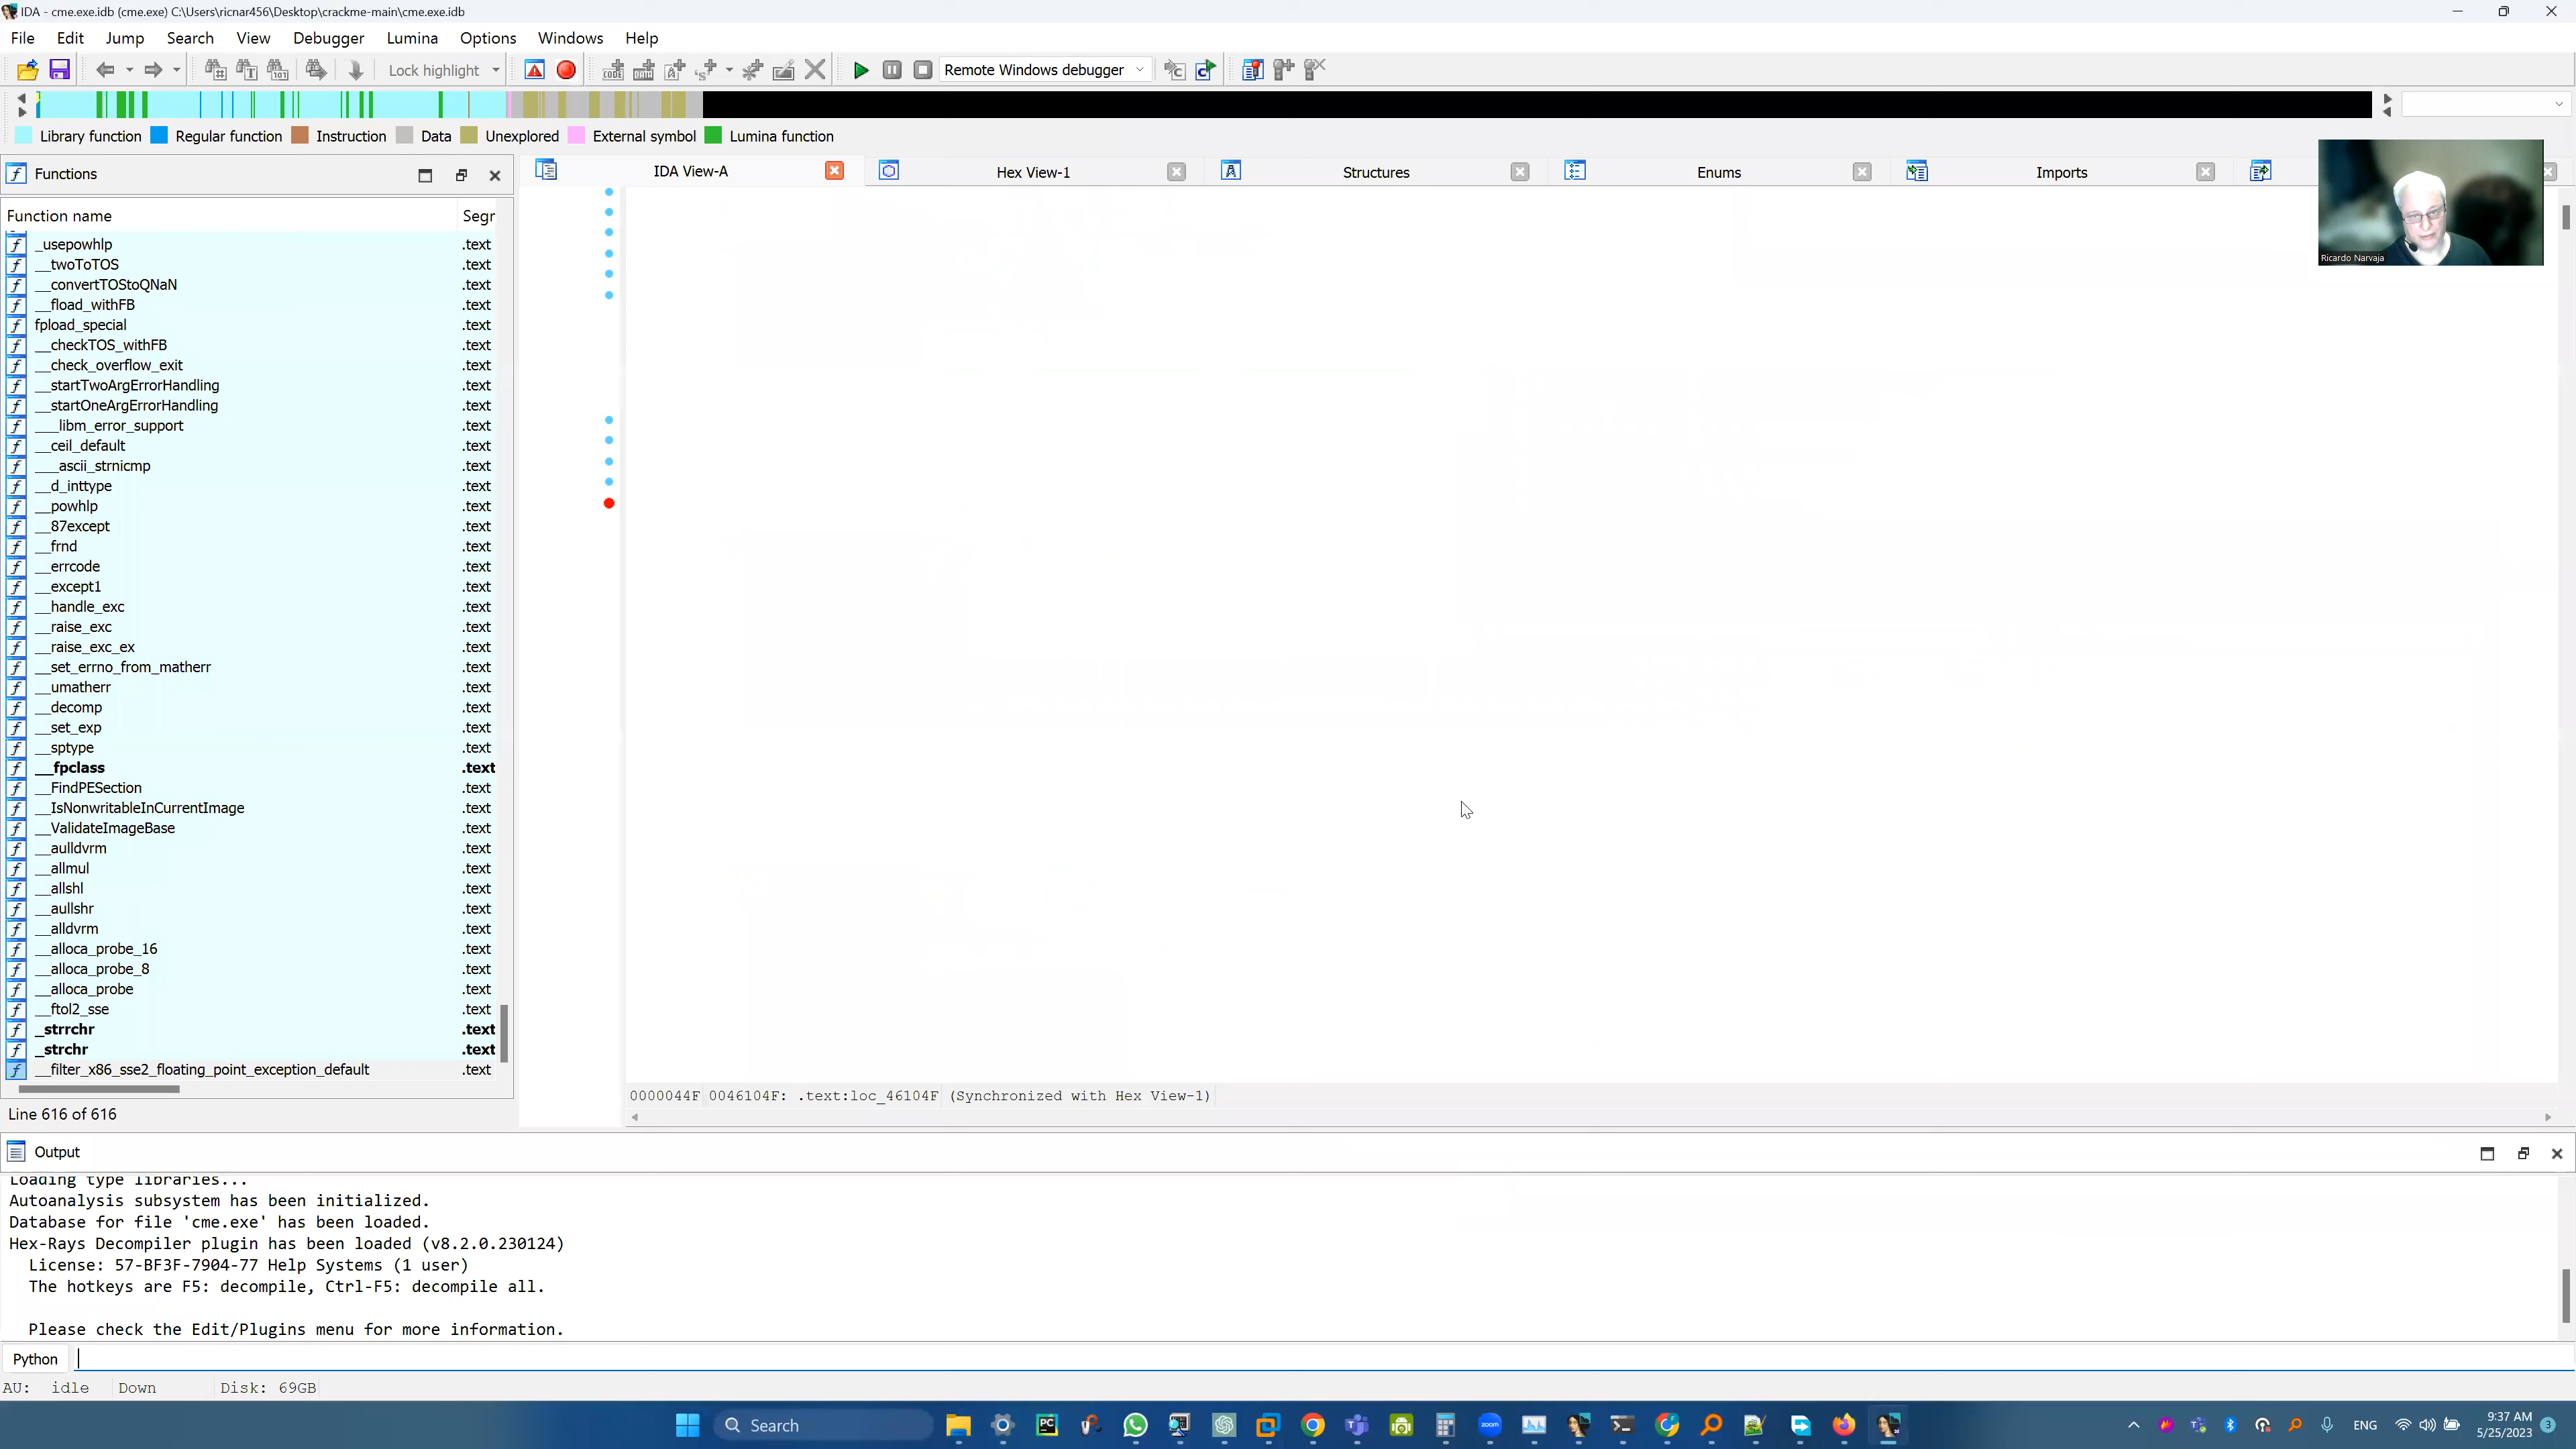 IDA - cme.exe.idb (cme.exe) C:\Users\ricnar456\Desktop\crackme-main\cme.exe.idb
File Edit Jump Search View Debugger Lumina Options Windows Help
Lock highlight
Remote Windows debugger
Library function Regular function Instruction Data Unexplored External symbol Lumina function
Functions
IDA View-A
Hex View-1
Structures
Enums
Imports
Ricardo Narvaja
Function name Segr
_usepowhlp .text
__twoToTOS .text
__convertTOStoQNaN .text
__fload_withFB .text
fpload_special .text
__checkTOS_withFB .text
__check_overflow_exit .text
__startTwoArgErrorHandling .text
__startOneArgErrorHandling .text
___libm_error_support .text
__ceil_default .text
___ascii_strnicmp .text
__d_inttype .text
__powhlp .text
__87except .text
__frnd .text
__errcode .text
__except1 .text
__handle_exc .text
__raise_exc .text
__raise_exc_ex .text
__set_errno_from_matherr .text
__umatherr .text
__decomp .text
__set_exp .text
__sptype .text
__fpclass .text
__FindPESection .text
__IsNonwritableInCurrentImage .text
__ValidateImageBase .text
__aulldvrm .text
__allmul .text
__allshl .text
__aullshr .text
__alldvrm .text
__alloca_probe_16 .text
__alloca_probe_8 .text
__alloca_probe .text
__ftol2_sse .text
_strrchr .text
_strchr .text
__filter_x86_sse2_floating_point_exception_default .text
Line 616 of 616
0000044F 0046104F: .text:loc_46104F (Synchronized with Hex View-1)
Output
Loading type libraries...
Autoanalysis subsystem has been initialized.
Database for file 'cme.exe' has been loaded.
Hex-Rays Decompiler plugin has been loaded (v8.2.0.230124)
License: 57-BF3F-7904-77 Help Systems (1 user)
The hotkeys are F5: decompile, Ctrl-F5: decompile all.
Please check the Edit/Plugins menu for more information.
Python
AU: idle Down Disk: 69GB
Search
PC
zoom
ENG
9:37 AM
5/25/2023
3